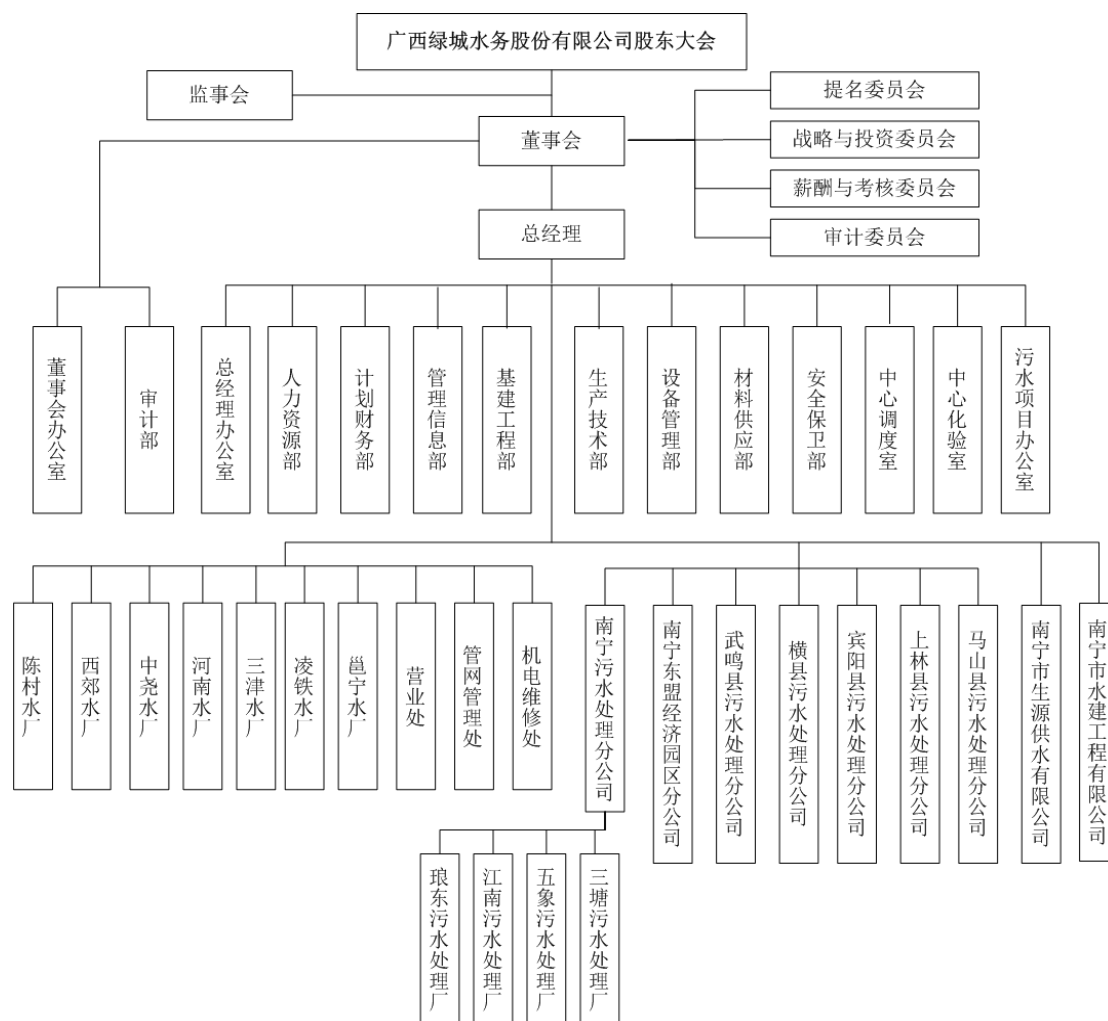 广西绿城水务股份有限公司股东大会
监事会
提名委员会
董事会
战略与投资委员会
薪酬与考核委员会
总经理
审计委员会
董事会办公室
审计部
总经理办公室
人力资源部
计划财务部
管理信息部
基建工程部
生产技术部
设备管理部
材料供应部
安全保卫部
中心调度室
中心化验室
污水项目办公室
陈村水厂
西郊水厂
中尧水厂
河南水厂
三津水厂
凌铁水厂
邕宁水厂
营业处
管网管理处
机电维修处
南宁污水处理分公司
南宁东盟经济园区分公司
武鸣县污水处理分公司
横县污水处理分公司
宾阳县污水处理分公司
上林县污水处理分公司
马山县污水处理分公司
南宁市生源供水有限公司
南宁市水建工程有限公司
琅东污水处理厂
江南污水处理厂
五象污水处理厂
三塘污水处理厂